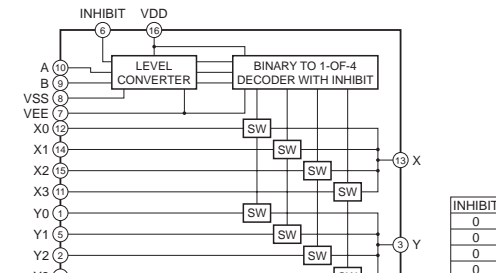 INHIBIT VDD
6 16
A 10 LEVEL CONVERTER BINARY TO 1-OF-4 DECODER WITH INHIBIT
B 9
VSS 8
VEE 7
X0 12 SW
X1 14 SW
13 X
X2 15 SW
X3 11 SW
INHIBIT
Y0 1 SW
0
Y1 5 SW
0
3 Y
Y2 2 SW
0
0